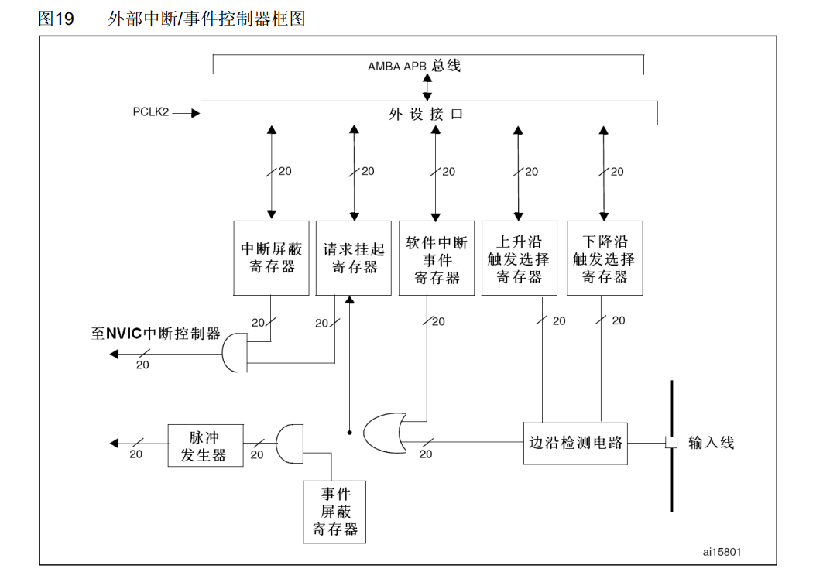 图19 外部中断/事件控制器框图
AMBA APB 总线
PCLK2
外设接口
20 20 20 20 20
中断屏蔽
寄存器
请求挂起
寄存器
软件中断
事件
寄存器
上升沿
触发选择
寄存器
下降沿
触发选择
寄存器
20 20 20 20 20
至NVIC中断控制器
20
脉冲
发生器
20 20 20
边沿检测电路
输入线
事件
屏蔽
寄存器
ai15801